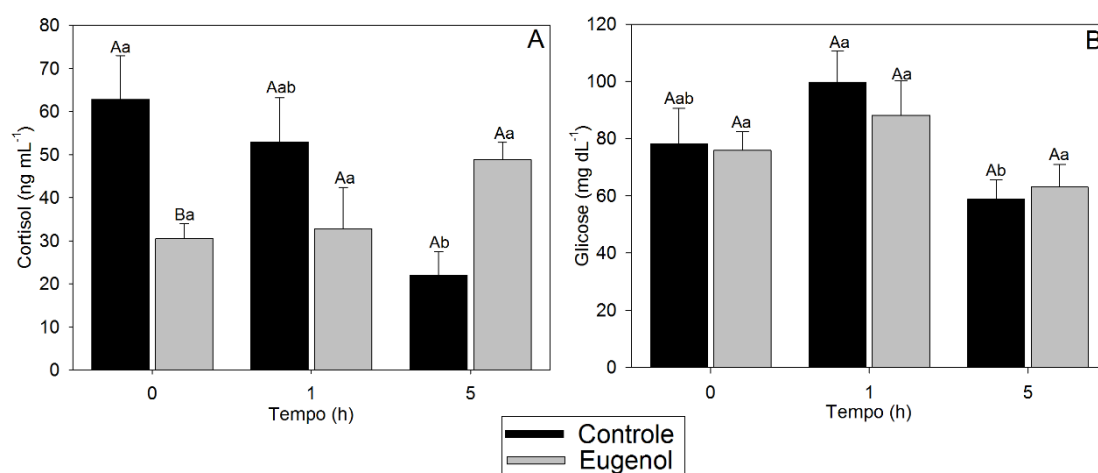 A
Cortisol (ng mL⁻¹)
80
70
60
50
40
30
20
10
0
Aa
Ba
Aab
Aa
Ab
Aa
0 1 5
Tempo (h)
B
Glicose (mg dL⁻¹)
120
100
80
60
40
20
0
Aab
Aa
Aa
Aa
Ab
Aa
0 1 5
Tempo (h)
Controle
Eugenol